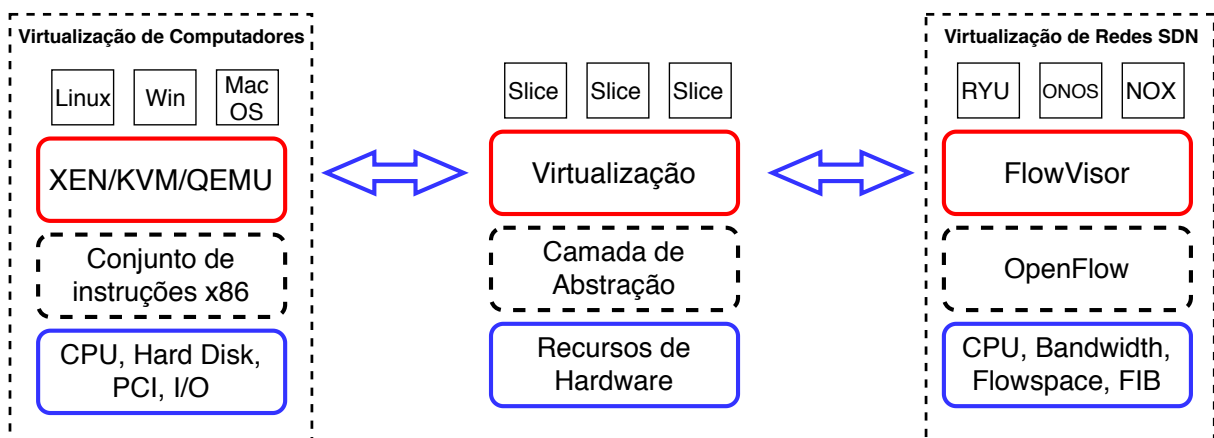 Virtualização de Computadores
Linux
Win
Mac
OS
XEN/KVM/QEMU
Conjunto de
instruções x86
CPU, Hard Disk,
PCI, I/O
Slice
Slice
Slice
Virtualização
Camada de
Abstração
Recursos de
Hardware
Virtualização de Redes SDN
RYU
ONOS
NOX
FlowVisor
OpenFlow
CPU, Bandwidth,
Flowspace, FIB